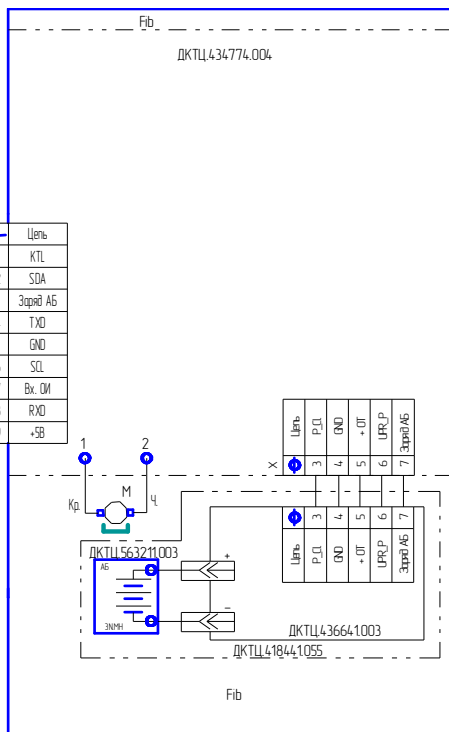 Fib
ДКТЦ.434774.004
Цепь
KTL
SDA
Заряд АБ
TXD
GND
SCL
Вх. ОИ
RXD
+5В
1
2
М
Кр.
Ч.
Х
Цепь
P_CL
GND
+ОТ
UPR_P
Заряд АБ
3
4
5
6
7
3
4
5
6
7
Цепь
P_CL
GND
+ОТ
UPR_P
Заряд АБ
ДКТЦ.563211.003
АБ
+
3NMH
–
ДКТЦ.436641.003
ДКТЦ.418441.055
Fib